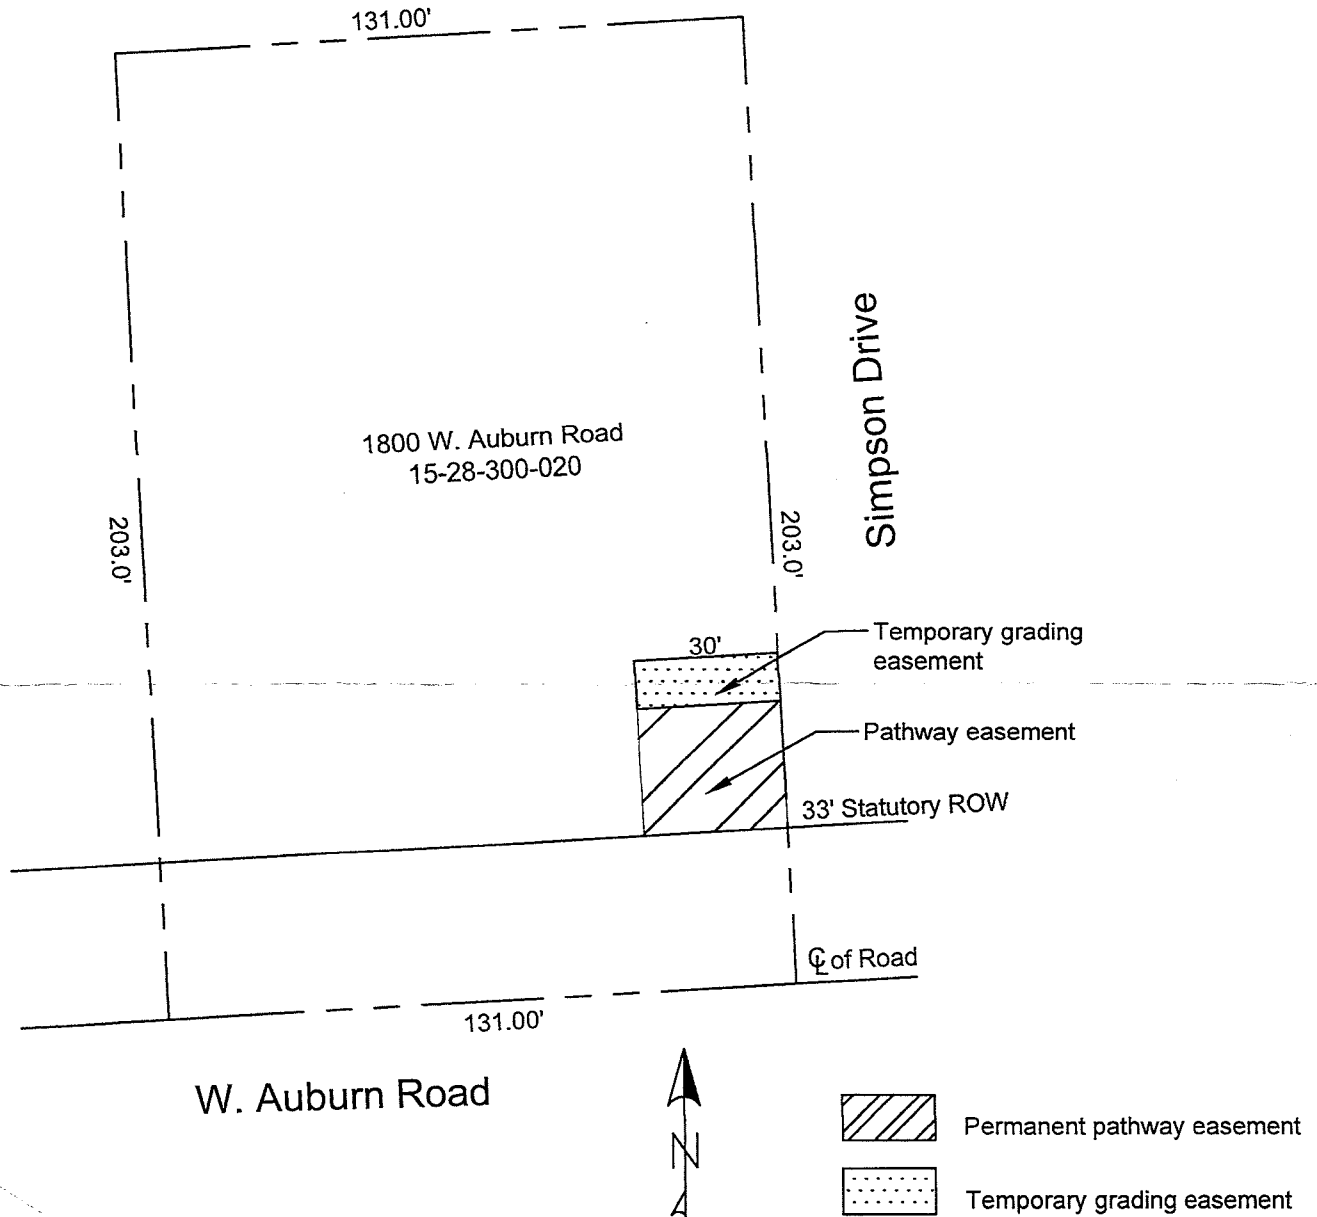 131.00'
Simpson Drive
1800 W. Auburn Road
15-28-300-020
203.0'
203.0'
30'
Temporary grading
easement
Pathway easement
33' Statutory ROW
℄ of Road
131.00'
W. Auburn Road
N
Permanent pathway easement
Temporary grading easement